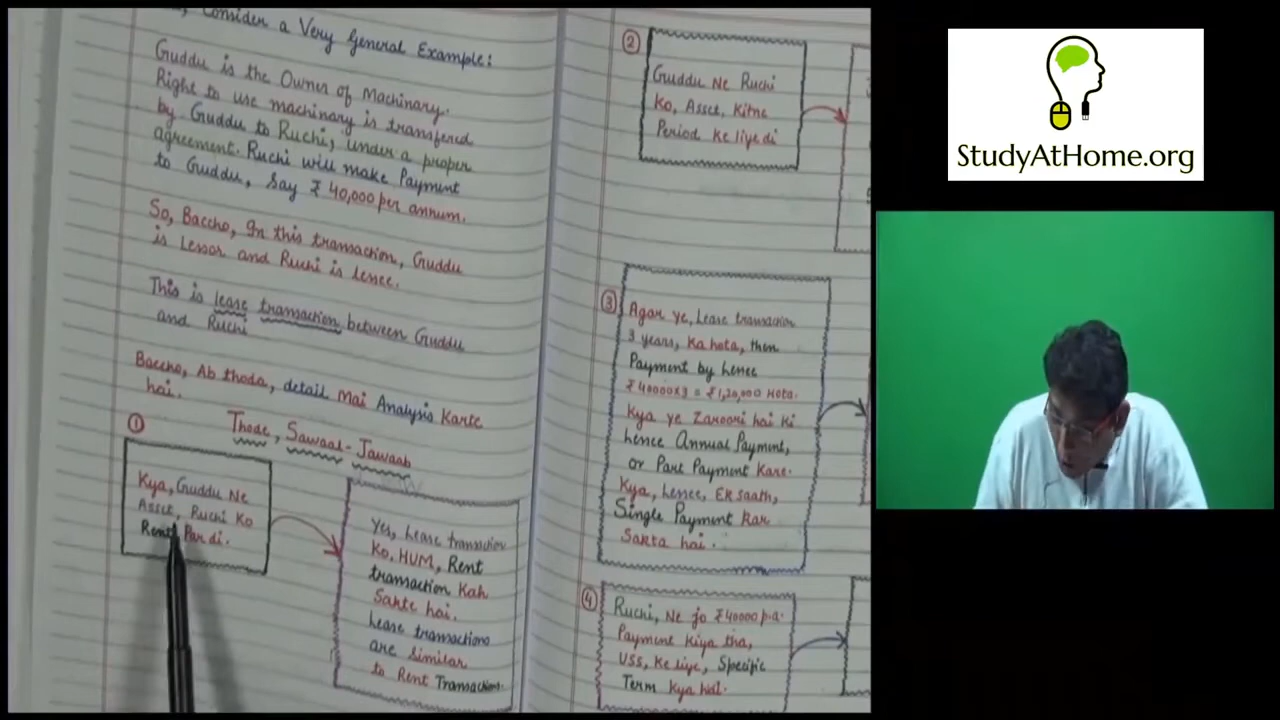 Consider a Very General Example:
Guddu is the Owner of Machinary.
Right to use machinary is transfered
by Guddu to Ruchi, under a proper
agreement. Ruchi will make Payment
to Guddu, Say ₹ 40,000 per annum.
So, Baccho, In this transaction, Guddu
is Lessor and Ruchi is lessee.
This is lease transaction between Guddu
and Ruchi
Baccho, Ab thoda, detail Mai Analysis Karte
hai.
Thode, Sawaal-Jawaab
1
Kya, Guddu Ne
Asset, Ruchi Ko
Rent Par di.
Yes, Lease transaction
Ko, HUM, Rent
transaction Kah
Sakte hai.
Lease transactions
are similar
to Rent Transactions.
2
Guddu Ne Ruchi
Ko, Asset, Kitne
Period Ke liye di
3
Agar ye, Lease transaction
3 years, Ka hota, then
Payment by lessee
₹ 40000x3 = ₹1,20,000 Hota.
Kya ye Zaroori hai Ki
lessee Annual Payment,
or Part Payment Kare.
Kya, lessee, Ek saath,
Single Payment Kar
Sakta hai.
4
Ruchi, Ne jo ₹40000 p.a.
Payment Kiya tha,
USS, Ke liye, Specific
Term Kya hai.
StudyAtHome.org